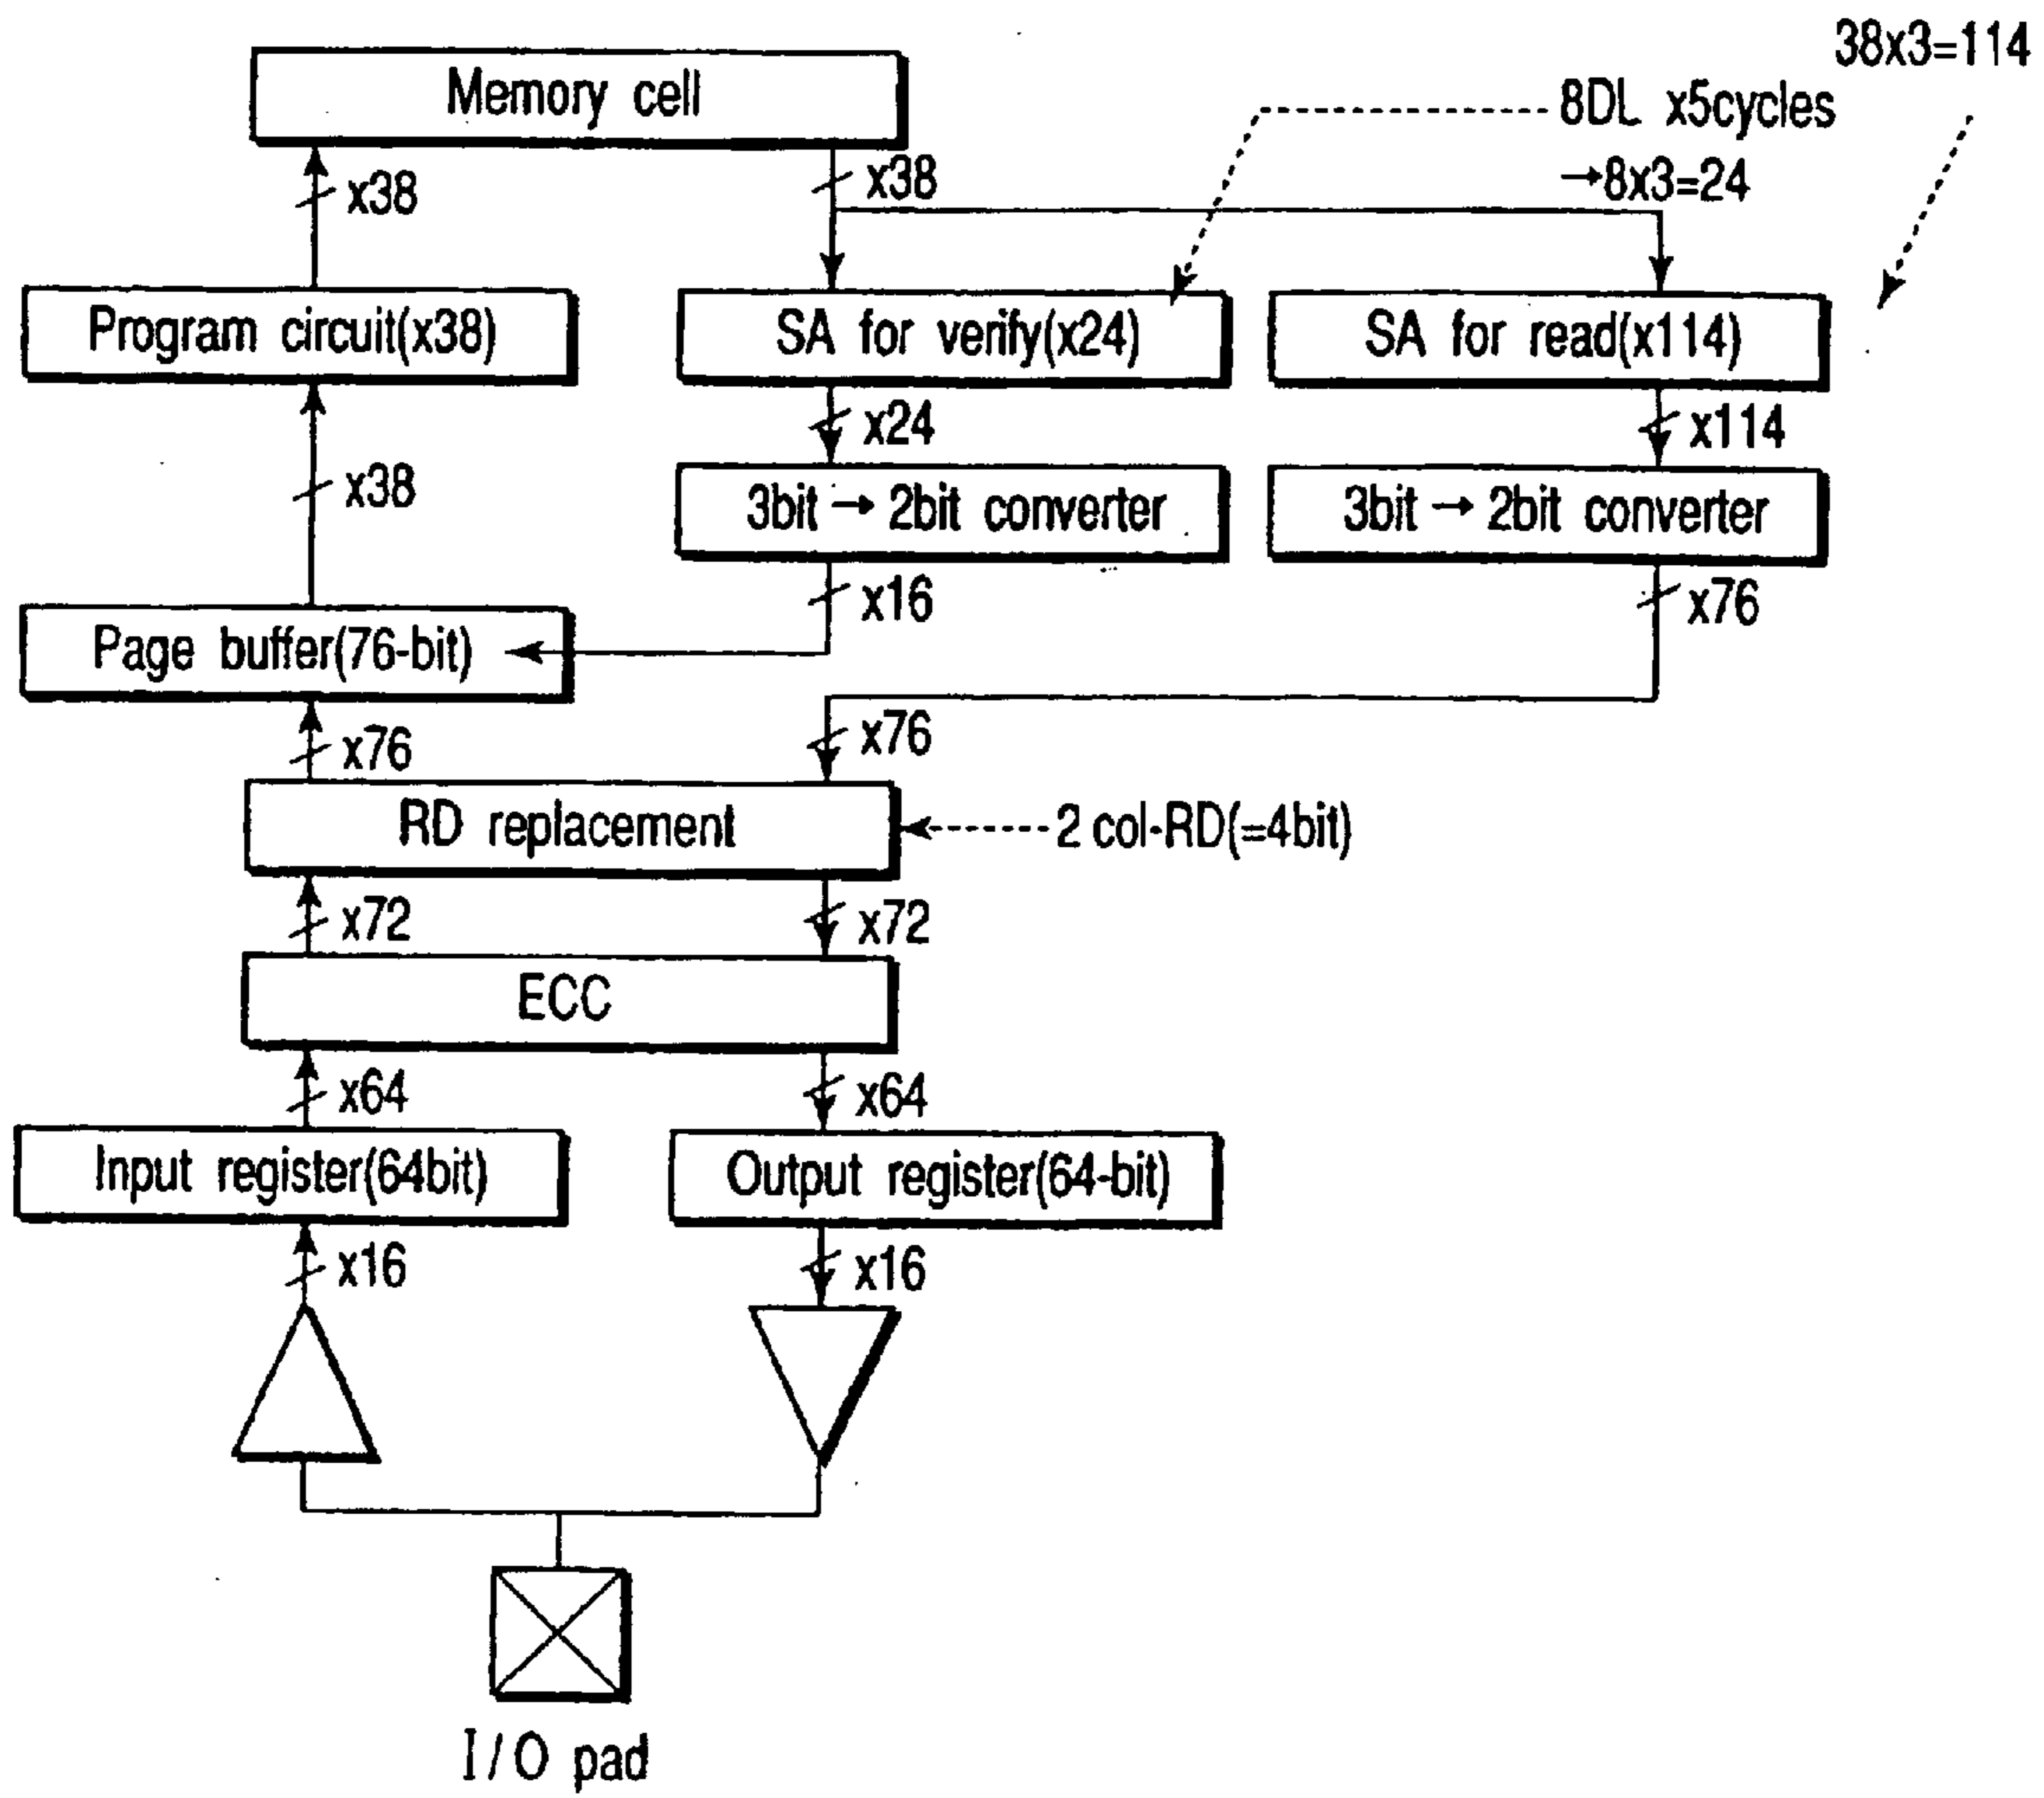 38x3=114
Memory cell
8DL x5cycles
→8x3=24
x38
x38
Program circuit(x38)
SA for verify(x24)
SA for read(x114)
x24
x114
x38
3bit → 2bit converter
3bit → 2bit converter
x16
x76
Page buffer(76-bit)
x76
x76
RD replacement
2 col-RD(=4bit)
x72
x72
ECC
x64
x64
Input register(64bit)
Output register(64-bit)
x16
x16
I/O pad